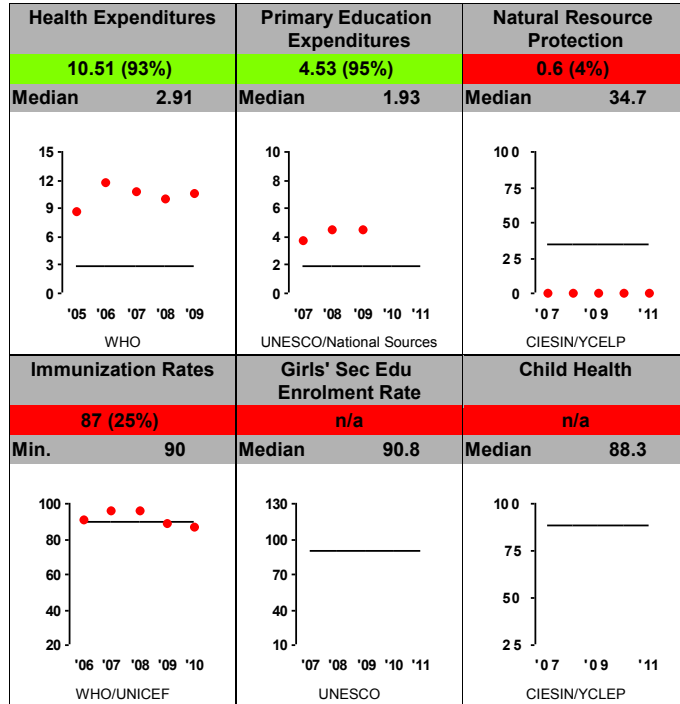 Health Expenditures
10.51 (93%)
Median 2.91
15
12
9
6
3
0
'05 '06 '07 '08 '09
WHO
Primary Education
Expenditures
4.53 (95%)
Median 1.93
10
8
6
4
2
0
'07 '08 '09 '10 '11
UNESCO/National Sources
Natural Resource
Protection
0.6 (4%)
Median 34.7
100
75
25
0
'07 '09 '11
CIESIN/YCELP
Immunization Rates
87 (25%)
Min. 90
100
80
60
40
20
'06 '07 '08 '09 '10
WHO/UNICEF
Girls' Sec Edu
Enrolment Rate
n/a
Median 90.8
130
100
70
40
10
'07 '08 '09 '10 '11
UNESCO
Child Health
n/a
Median 88.3
100
75
50
25
'07 '09 '11
CIESIN/YCLEP